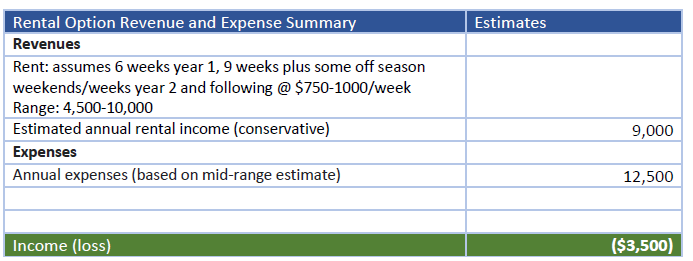 Rental Option Revenue and Expense Summary Estimates
Revenues
Rent: assumes 6 weeks year 1, 9 weeks plus some off season
weekends/weeks year 2 and following @ $750-1000/week
Range: 4,500-10,000
Estimated annual rental income (conservative) 9,000
Expenses
Annual expenses (based on mid-range estimate) 12,500
Income (loss) ($3,500)